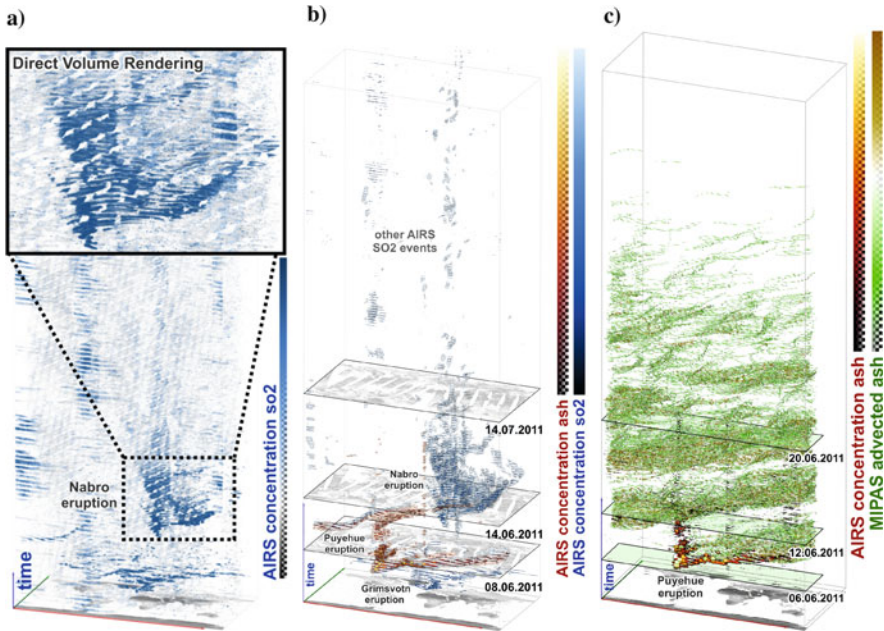 a)
Direct Volume Rendering
Nabro
eruption
AIRS concentration so2
time
b)
other AIRS
SO2 events
14.07.2011
Nabro
eruption
Puyehue
eruption
14.06.2011
Grimsvotn
eruption
08.06.2011
time
AIRS concentration ash
AIRS concentration so2
c)
20.06.2011
12.06.2011
Puyehue
eruption
06.06.2011
time
AIRS concentration ash
MIPAS advected ash